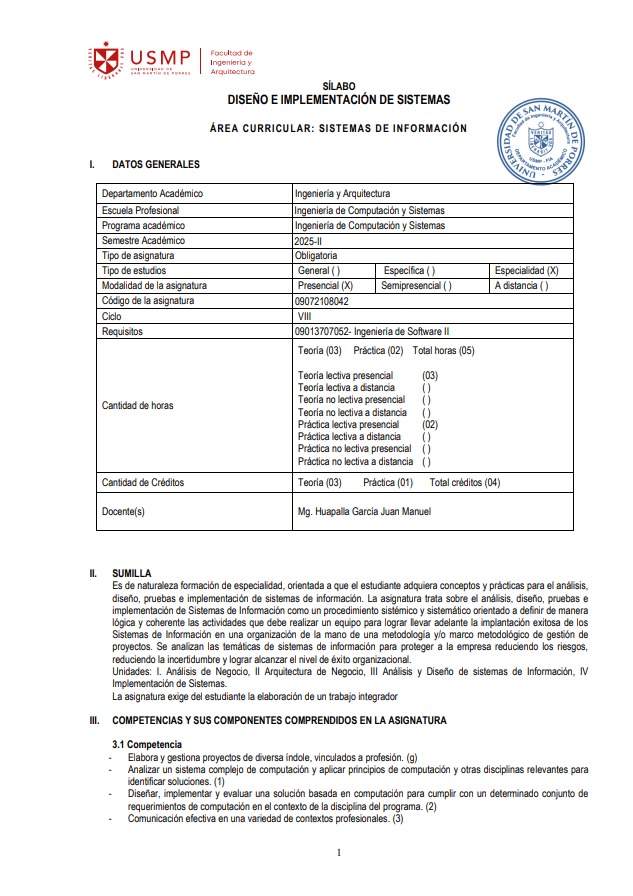 USMP
UNIVERSIDAD DE
SAN MARTIN DE PORRES
Facultad de
Ingeniería y
Arquitectura
SÍLABO
DISEÑO E IMPLEMENTACIÓN DE SISTEMAS
ÁREA CURRICULAR: SISTEMAS DE INFORMACIÓN
UNIVERSIDAD DE SAN MARTIN DE PORRES
Facultad de Ingeniería y Arquitectura
USMP - FIA
DEPARTAMENTO ACADÉMICO
I. DATOS GENERALES
Departamento Académico Ingeniería y Arquitectura
Escuela Profesional Ingeniería de Computación y Sistemas
Programa académico Ingeniería de Computación y Sistemas
Semestre Académico 2025-II
Tipo de asignatura Obligatoria
Tipo de estudios General ( ) Específica ( ) Especialidad (X)
Modalidad de la asignatura Presencial (X) Semipresencial ( ) A distancia ( )
Código de la asignatura 09072108042
Ciclo VIII
Requisitos 09013707052- Ingeniería de Software II
Cantidad de horas
Teoría (03) Práctica (02) Total horas (05)
Teoría lectiva presencial (03)
Teoría lectiva a distancia ( )
Teoría no lectiva presencial ( )
Teoría no lectiva a distancia ( )
Práctica lectiva presencial (02)
Práctica lectiva a distancia ( )
Práctica no lectiva presencial ( )
Práctica no lectiva a distancia ( )
Cantidad de Créditos Teoría (03) Práctica (01) Total créditos (04)
Docente(s) Mg. Huapalla García Juan Manuel
II. SUMILLA
Es de naturaleza formación de especialidad, orientada a que el estudiante adquiera conceptos y prácticas para el análisis,
diseño, pruebas e implementación de sistemas de información. La asignatura trata sobre el análisis, diseño, pruebas e
implementación de Sistemas de Información como un procedimiento sistémico y sistemático orientado a definir de manera
lógica y coherente las actividades que debe realizar un equipo para lograr llevar adelante la implantación exitosa de los
Sistemas de Información en una organización de la mano de una metodología y/o marco metodológico de gestión de
proyectos. Se analizan las temáticas de sistemas de información para proteger a la empresa reduciendo los riesgos,
reduciendo la incertidumbre y lograr alcanzar el nivel de éxito organizacional.
Unidades: I. Análisis de Negocio, II Arquitectura de Negocio, III Análisis y Diseño de sistemas de Información, IV
Implementación de Sistemas.
La asignatura exige del estudiante la elaboración de un trabajo integrador
III. COMPETENCIAS Y SUS COMPONENTES COMPRENDIDOS EN LA ASIGNATURA
3.1 Competencia
- Elabora y gestiona proyectos de diversa índole, vinculados a profesión. (g)
- Analizar un sistema complejo de computación y aplicar principios de computación y otras disciplinas relevantes para
identificar soluciones. (1)
- Diseñar, implementar y evaluar una solución basada en computación para cumplir con un determinado conjunto de
requerimientos de computación en el contexto de la disciplina del programa. (2)
- Comunicación efectiva en una variedad de contextos profesionales. (3)
1